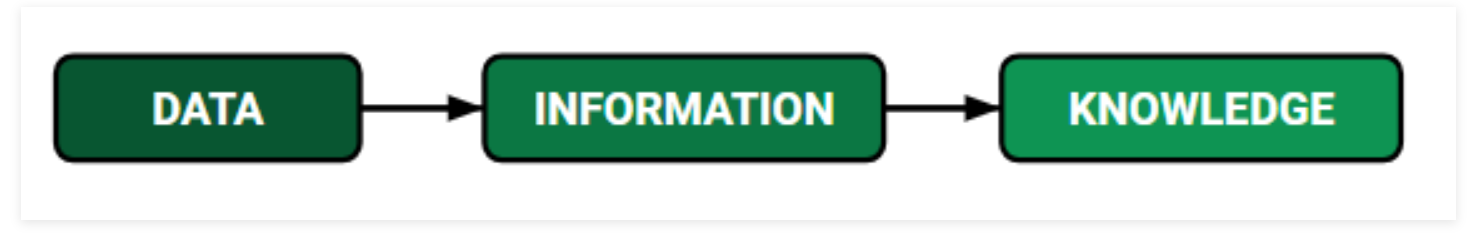 DATA INFORMATION KNOWLEDGE